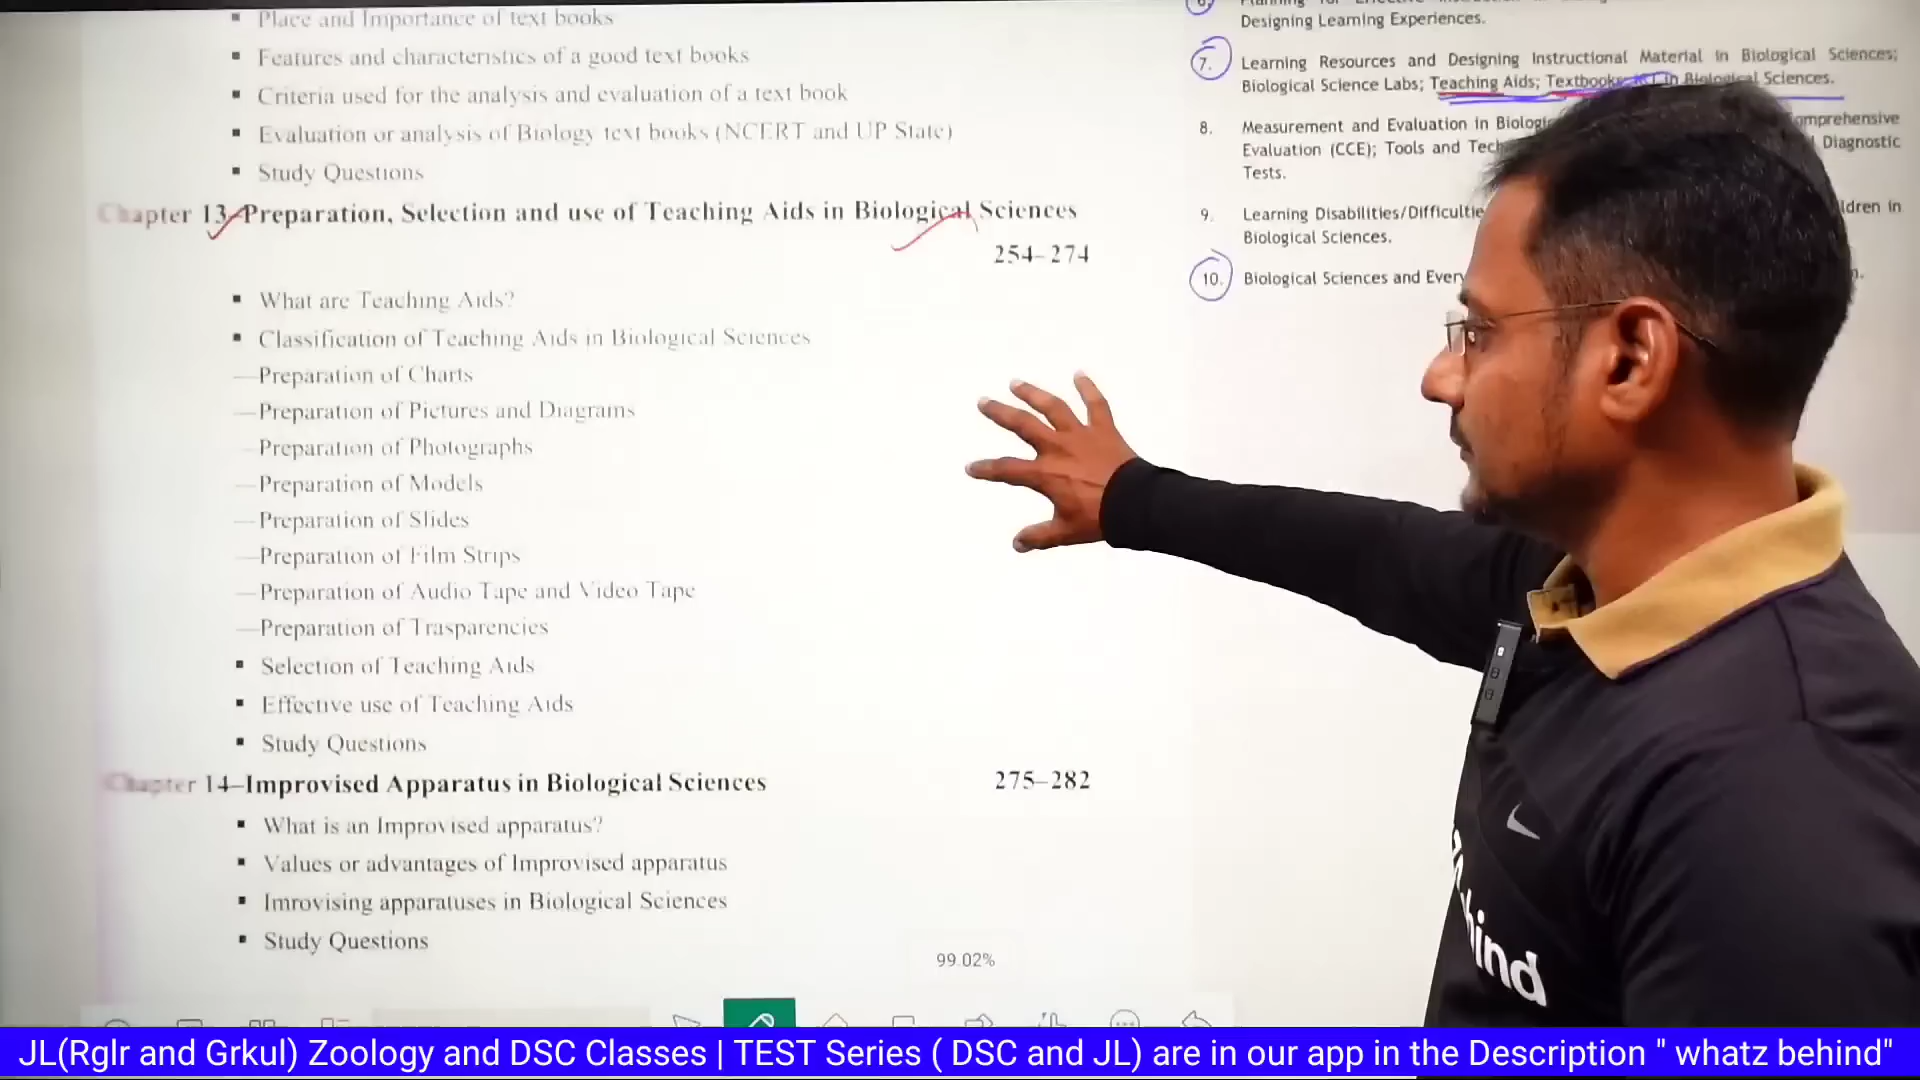 Place and Importance of text books
Features and characteristics of a good text books
Criteria used for the analysis and evaluation of a text book
Evaluation or analysis of Biology text books (NCERT and UP State)
Study Questions
Chapter 13-Preparation, Selection and use of Teaching Aids in Biological Sciences
254-274
What are Teaching Aids?
Classification of Teaching Aids in Biological Sciences
—Preparation of Charts
—Preparation of Pictures and Diagrams
—Preparation of Photographs
—Preparation of Models
—Preparation of Slides
—Preparation of Film Strips
—Preparation of Audio Tape and Video Tape
—Preparation of Trasparencies
Selection of Teaching Aids
Effective use of Teaching Aids
Study Questions
Chapter 14–Improvised Apparatus in Biological Sciences 275–282
What is an Improvised apparatus?
Values or advantages of Improvised apparatus
Imrovising apparatuses in Biological Sciences
Study Questions
99.02%
Designing Learning Experiences.
7. Learning Resources and Designing Instructional Material in Biological Sciences;
Biological Science Labs; Teaching Aids; Textbooks; in Biological Sciences.
8. Measurement and Evaluation in Comprehensive
Evaluation (CCE); Tools and Diagnostic
Tests.
9. Learning in
Biological Sciences.
10. Biological Sciences and
hind
JL(Rglr and Grkul) Zoology and DSC Classes | TEST Series ( DSC and JL) are in our app in the Description " whatz behind"